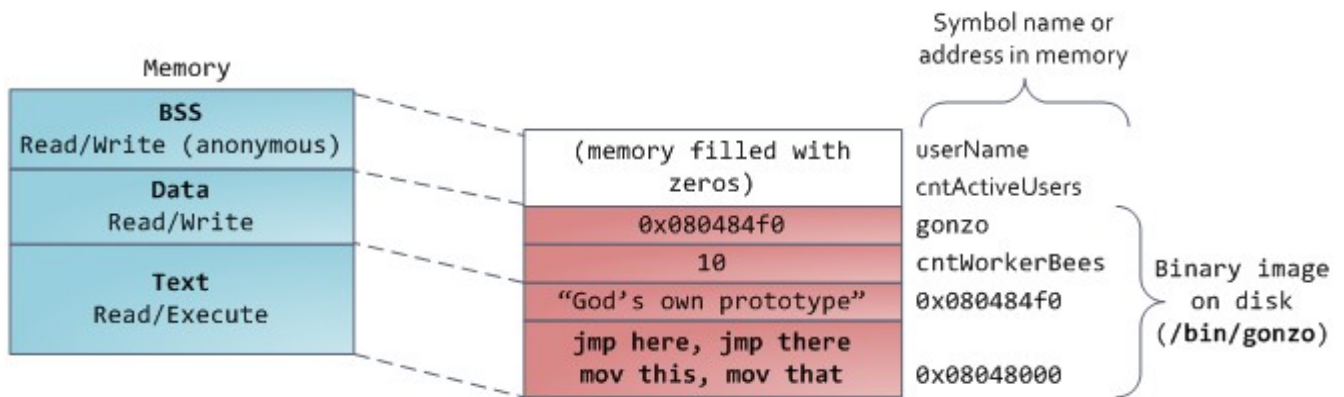 Symbol name or
address in memory
Memory
BSS
Read/Write (anonymous)
Data
Read/Write
Text
Read/Execute
(memory filled with
zeros)
0x080484f0
10
“God’s own prototype”
jmp here, jmp there
mov this, mov that
userName
cntActiveUsers
gonzo
cntWorkerBees
0x080484f0
0x08048000
Binary image
on disk
(/bin/gonzo)